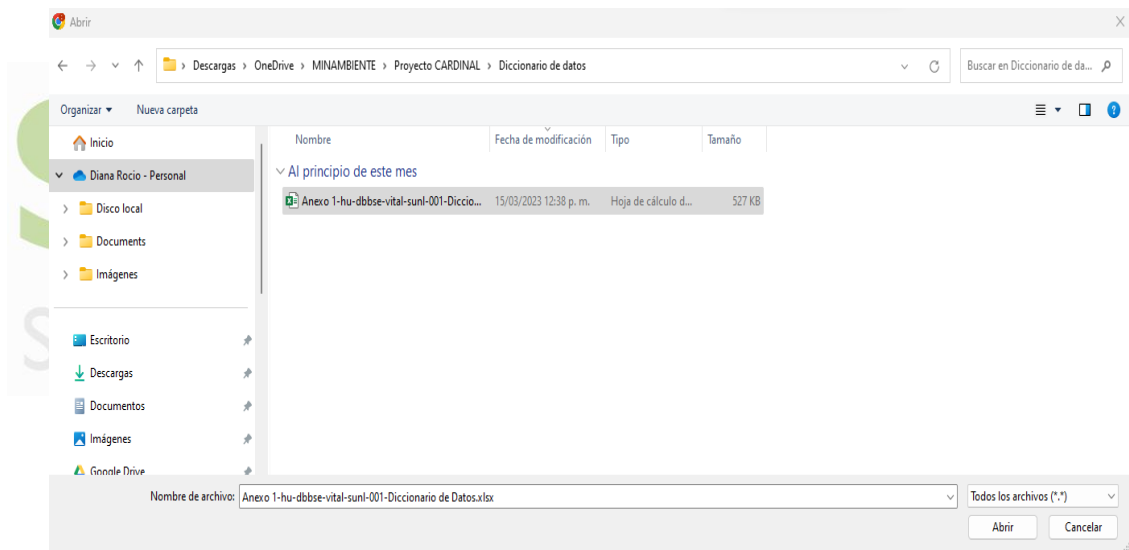 Abrir
Descargas > OneDrive > MINAMBIENTE > Proyecto CARDINAL > Diccionario de datos
Buscar en Diccionario de da...
Organizar Nueva carpeta
Inicio
Diana Rocio - Personal
Disco local
Documents
Imágenes
Escritorio
Descargas
Documentos
Imágenes
Google Drive
Nombre Fecha de modificación Tipo Tamaño
Al principio de este mes
Anexo 1-hu-dbbse-vital-sunl-001-Diccio... 15/03/2023 12:38 p. m. Hoja de cálculo d... 527 KB
Nombre de archivo: Anexo 1-hu-dbbse-vital-sunl-001-Diccionario de Datos.xlsx
Todos los archivos (*.*)
Abrir Cancelar